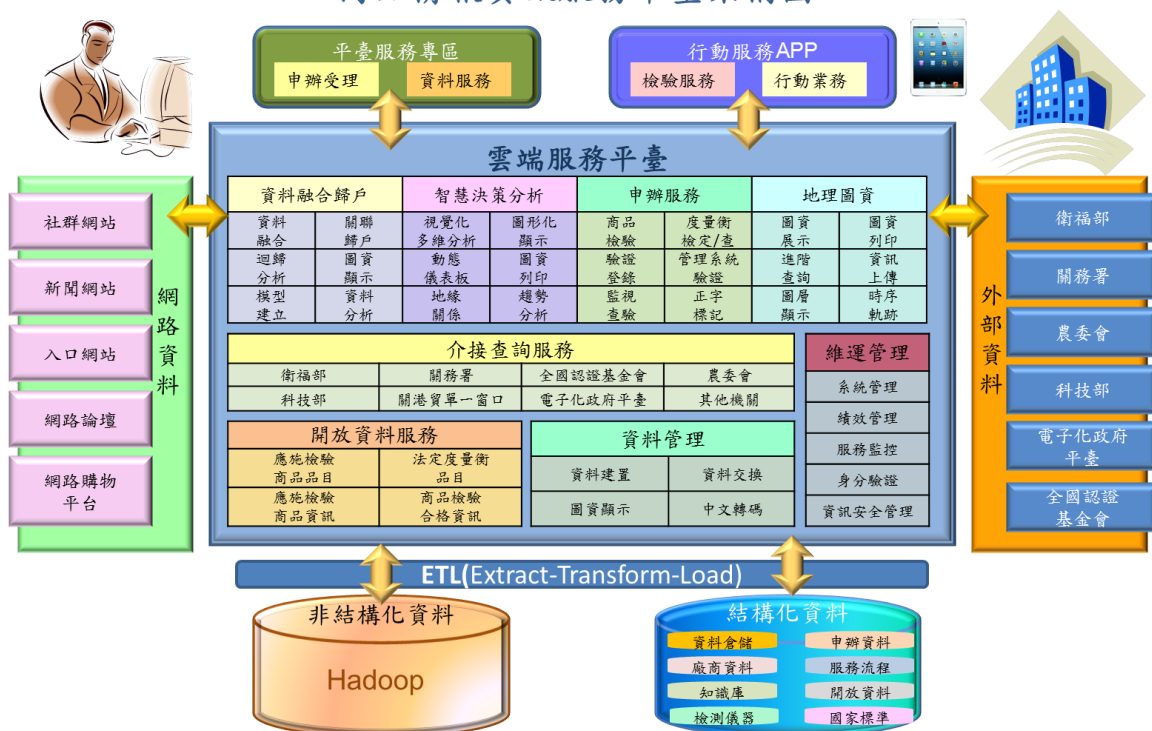 平臺服務專區
申辦受理
資料服務
行動服務APP
檢驗服務
行動業務
雲端服務平臺
網路資料
社群網站
新聞網站
入口網站
網路論壇
網路購物
平台
資料融合歸戶
資料
融合
關聯
歸戶
迴歸
分析
圖資
顯示
模型
建立
資料
分析
智慧決策分析
視覺化
多維分析
圖形化
顯示
動態
儀表板
圖資
列印
地緣
關係
趨勢
分析
申辦服務
商品
檢驗
度量衡
檢定/查
驗證
登錄
管理系統
驗證
監視
查驗
正字
標記
地理圖資
圖資
展示
圖資
列印
進階
查詢
資訊
上傳
圖層
顯示
時序
軌跡
介接查詢服務
衛福部
關務署
全國認證基金會
農委會
科技部
關港貿單一窗口
電子化政府平臺
其他機關
維運管理
系統管理
績效管理
服務監控
身分驗證
資訊安全管理
開放資料服務
應施檢驗
商品品目
法定度量衡
品目
應施檢驗
商品資訊
商品檢驗
合格資訊
資料管理
資料建置
資料交換
圖資顯示
中文轉碼
外部資料
衛福部
關務署
農委會
科技部
電子化政府
平臺
全國認證
基金會
ETL(Extract-Transform-Load)
非結構化資料
Hadoop
結構化資料
資料倉儲
申辦資料
廠商資料
服務流程
知識庫
開放資料
檢測儀器
國家標準